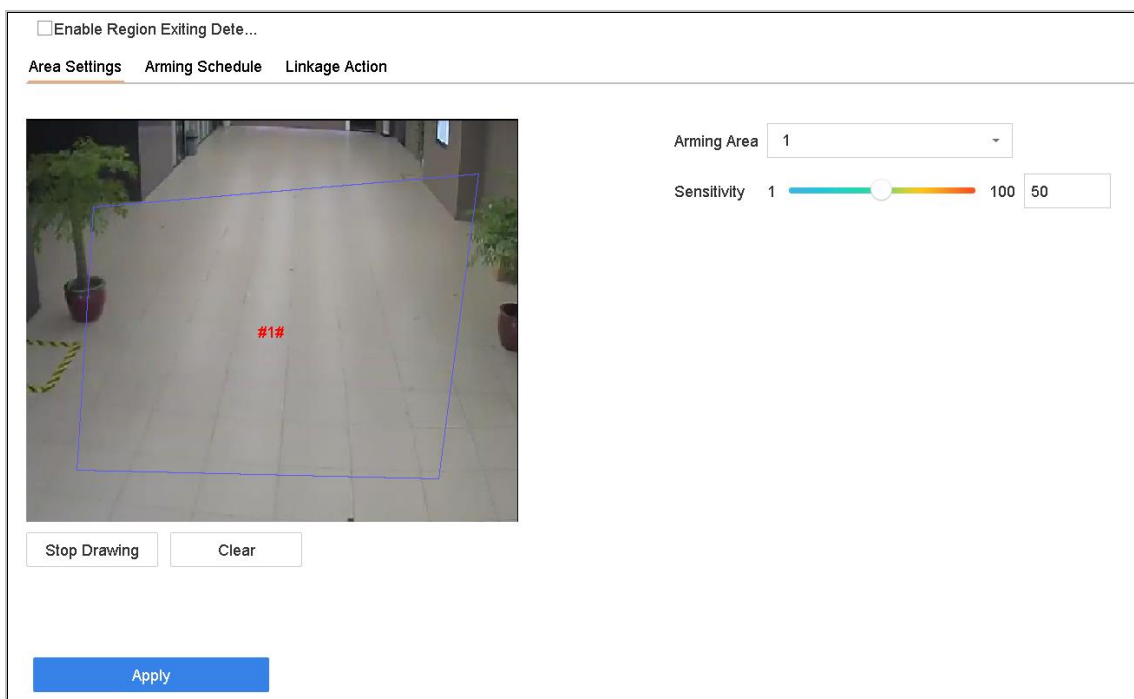 Enable Region Exiting Dete...
Area Settings Arming Schedule Linkage Action
Arming Area 1
Sensitivity 1 100 50
#1#
Stop Drawing Clear
Apply